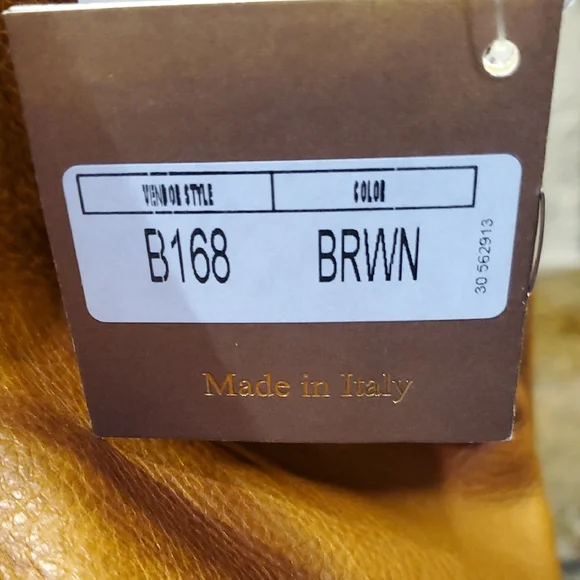 VENDOR STYLE COLOR
B168 BRWN
30 562913
Made in Italy